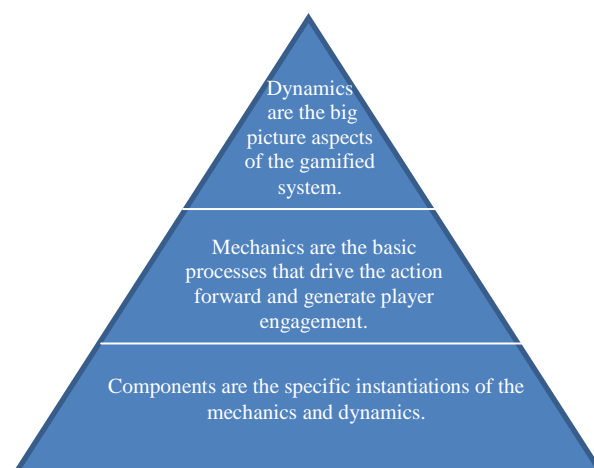 Dynamics
are the big
picture aspects
of the gamified
system.
Mechanics are the basic
processes that drive the action
forward and generate player
engagement.
Components are the specific instantiations of the
mechanics and dynamics.